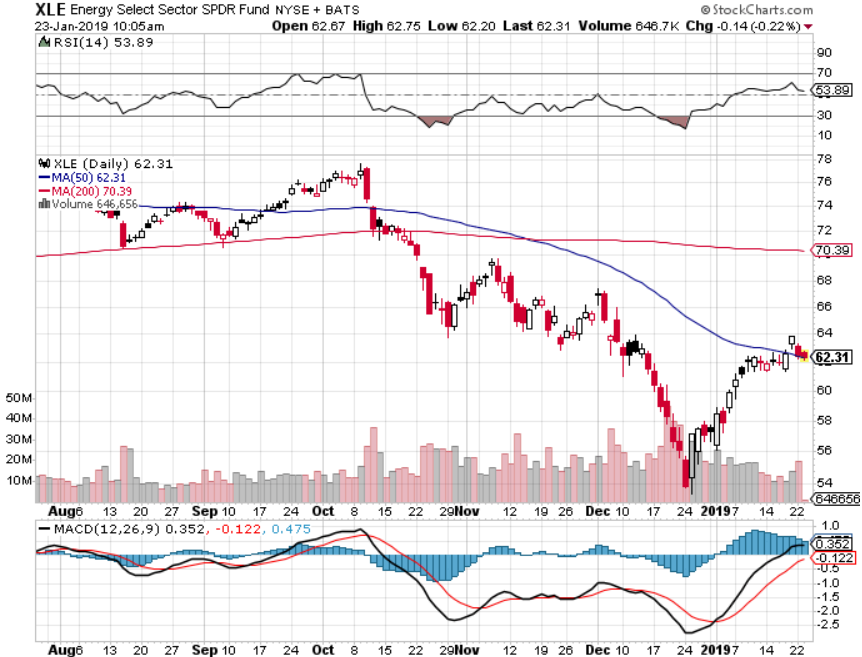 XLE Energy Select Sector SPDR Fund NYSE + BATS © StockCharts.com
23-Jan-2019 10:05am Open 62.67 High 62.75 Low 62.20 Last 62.31 Volume 646.7K Chg -0.14 (-0.22%)
RSI(14) 53.89
90
70
53.89
30
10
XLE (Daily) 62.31
MA(50) 62.31
MA(200) 70.39
Volume 646,656
78
76
74
72
70.39
68
66
64
62.31
60
58
56
54
50M
40M
30M
20M
10M
646656
Aug 6 13 20 27 Sep 10 17 24 Oct 8 15 22 29 Nov 12 19 26 Dec 10 17 24 2019 7 14 22
MACD(12,26,9) 0.352, -0.122, 0.475
1.0
0.352
-0.122
-0.5
-1.0
-1.5
-2.0
-2.5
Aug 6 13 20 27 Sep 10 17 24 Oct 8 15 22 29 Nov 12 19 26 Dec 10 17 24 2019 7 14 22